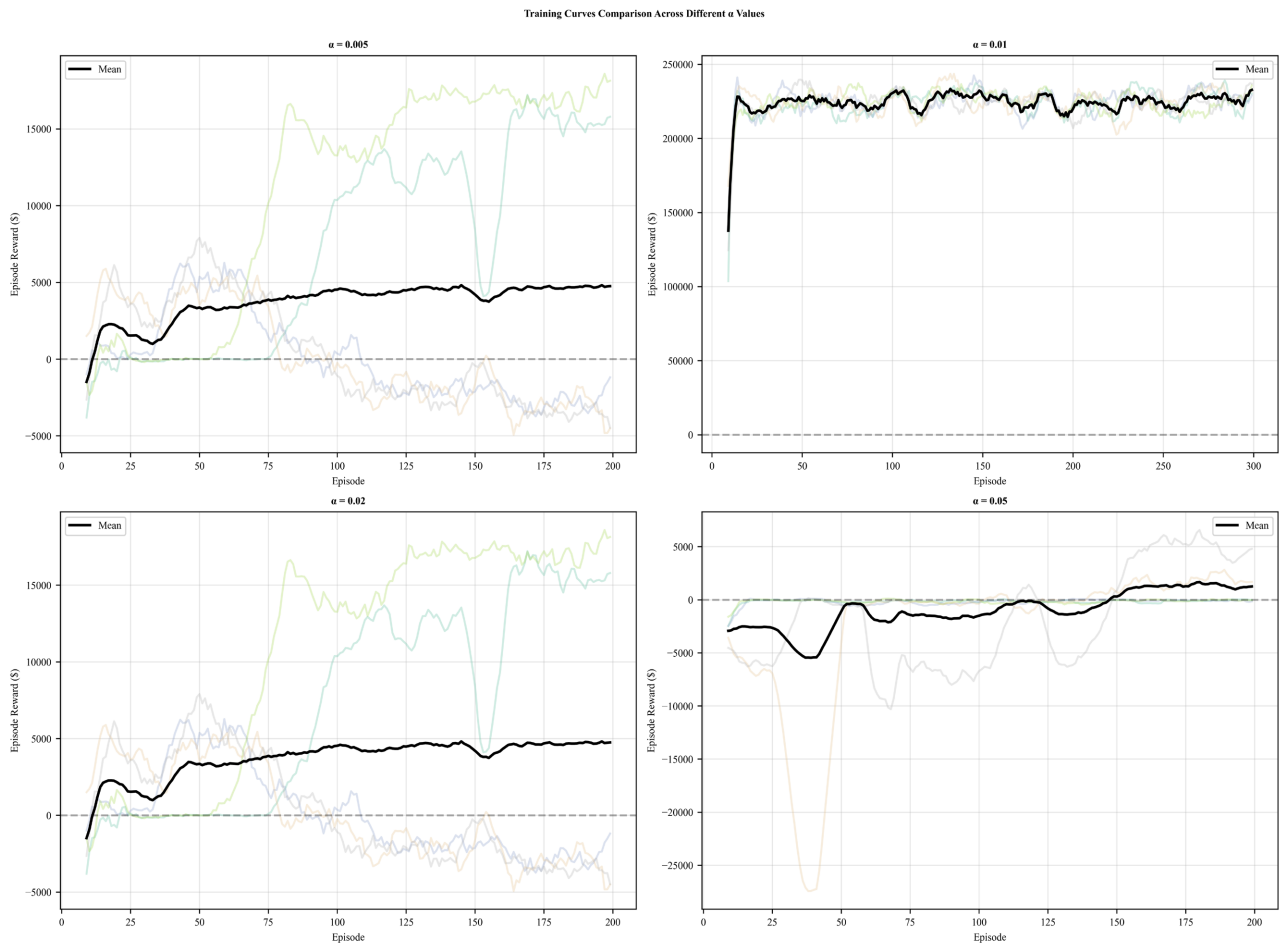 Training Curves Comparison Across Different α Values
α = 0.005
Mean
Episode Reward ($)
15000
10000
5000
0
−5000
0 25 50 75 100 125 150 175 200
Episode
α = 0.01
Mean
Episode Reward ($)
250000
200000
150000
100000
50000
0
0 50 100 150 200 250 300
Episode
α = 0.02
Mean
Episode Reward ($)
15000
10000
5000
0
−5000
0 25 50 75 100 125 150 175 200
Episode
α = 0.05
Mean
Episode Reward ($)
5000
0
−5000
−10000
−15000
−20000
−25000
0 25 50 75 100 125 150 175 200
Episode